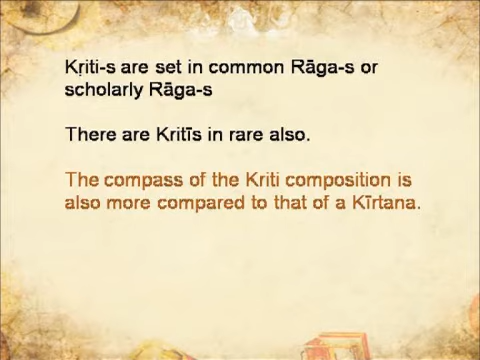 Kṛiti-s are set in common Rāga-s or
scholarly Rāga-s
There are Kritīs in rare also.
The compass of the Kriti composition is
also more compared to that of a Kīrtana.